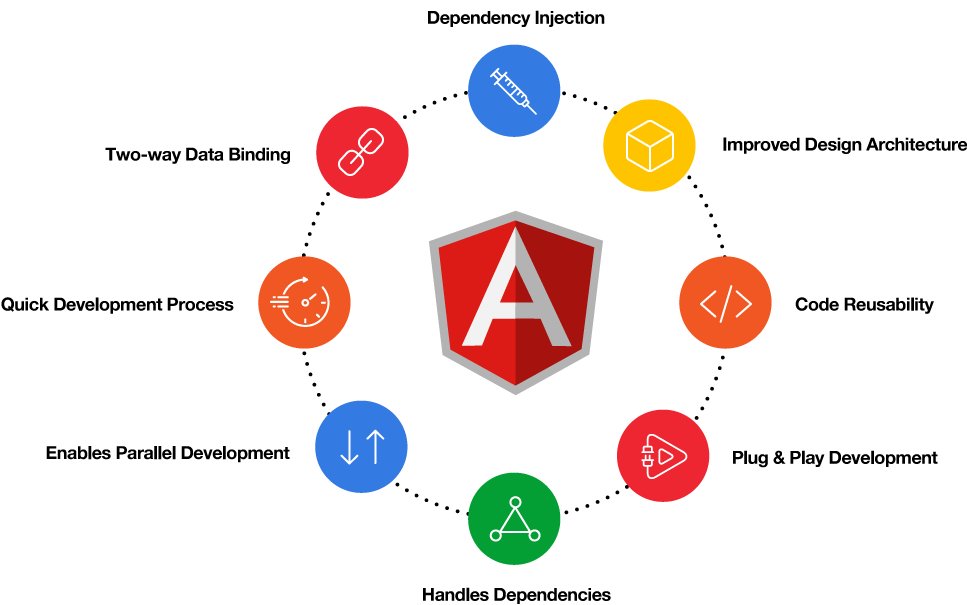 Dependency Injection
Improved Design Architecture
Two-way Data Binding
Quick Development Process
Code Reusability
Enables Parallel Development
Plug & Play Development
Handles Dependencies